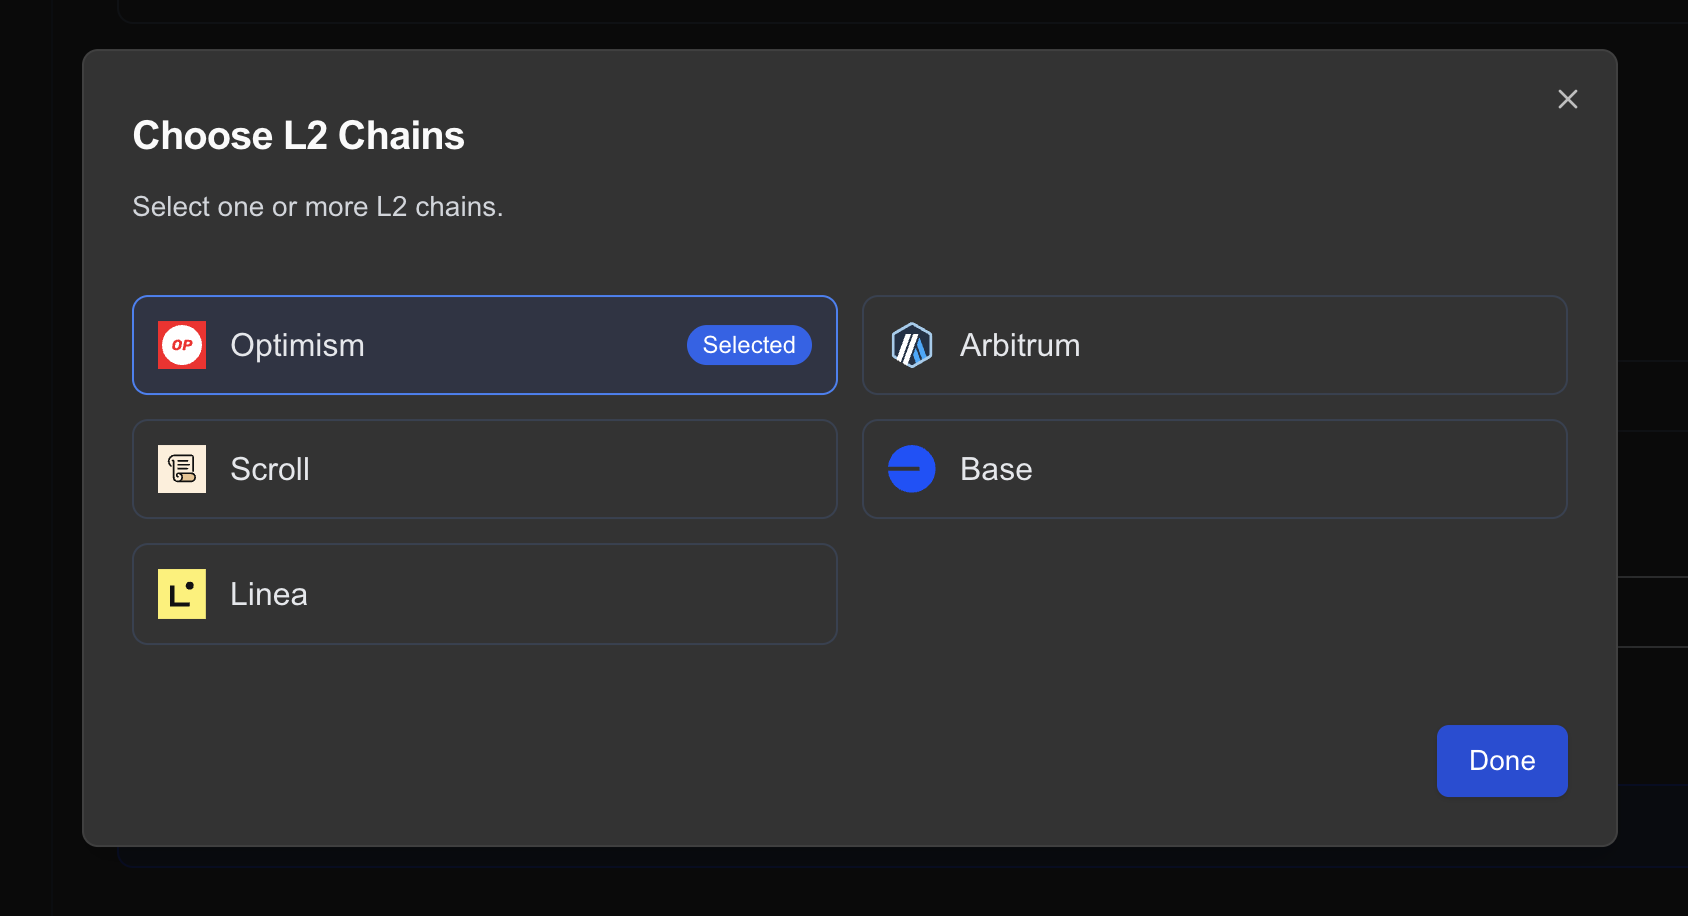 Choose L2 Chains
Select one or more L2 chains.
OP Optimism Selected
Arbitrum
Scroll
Base
Linea
Done